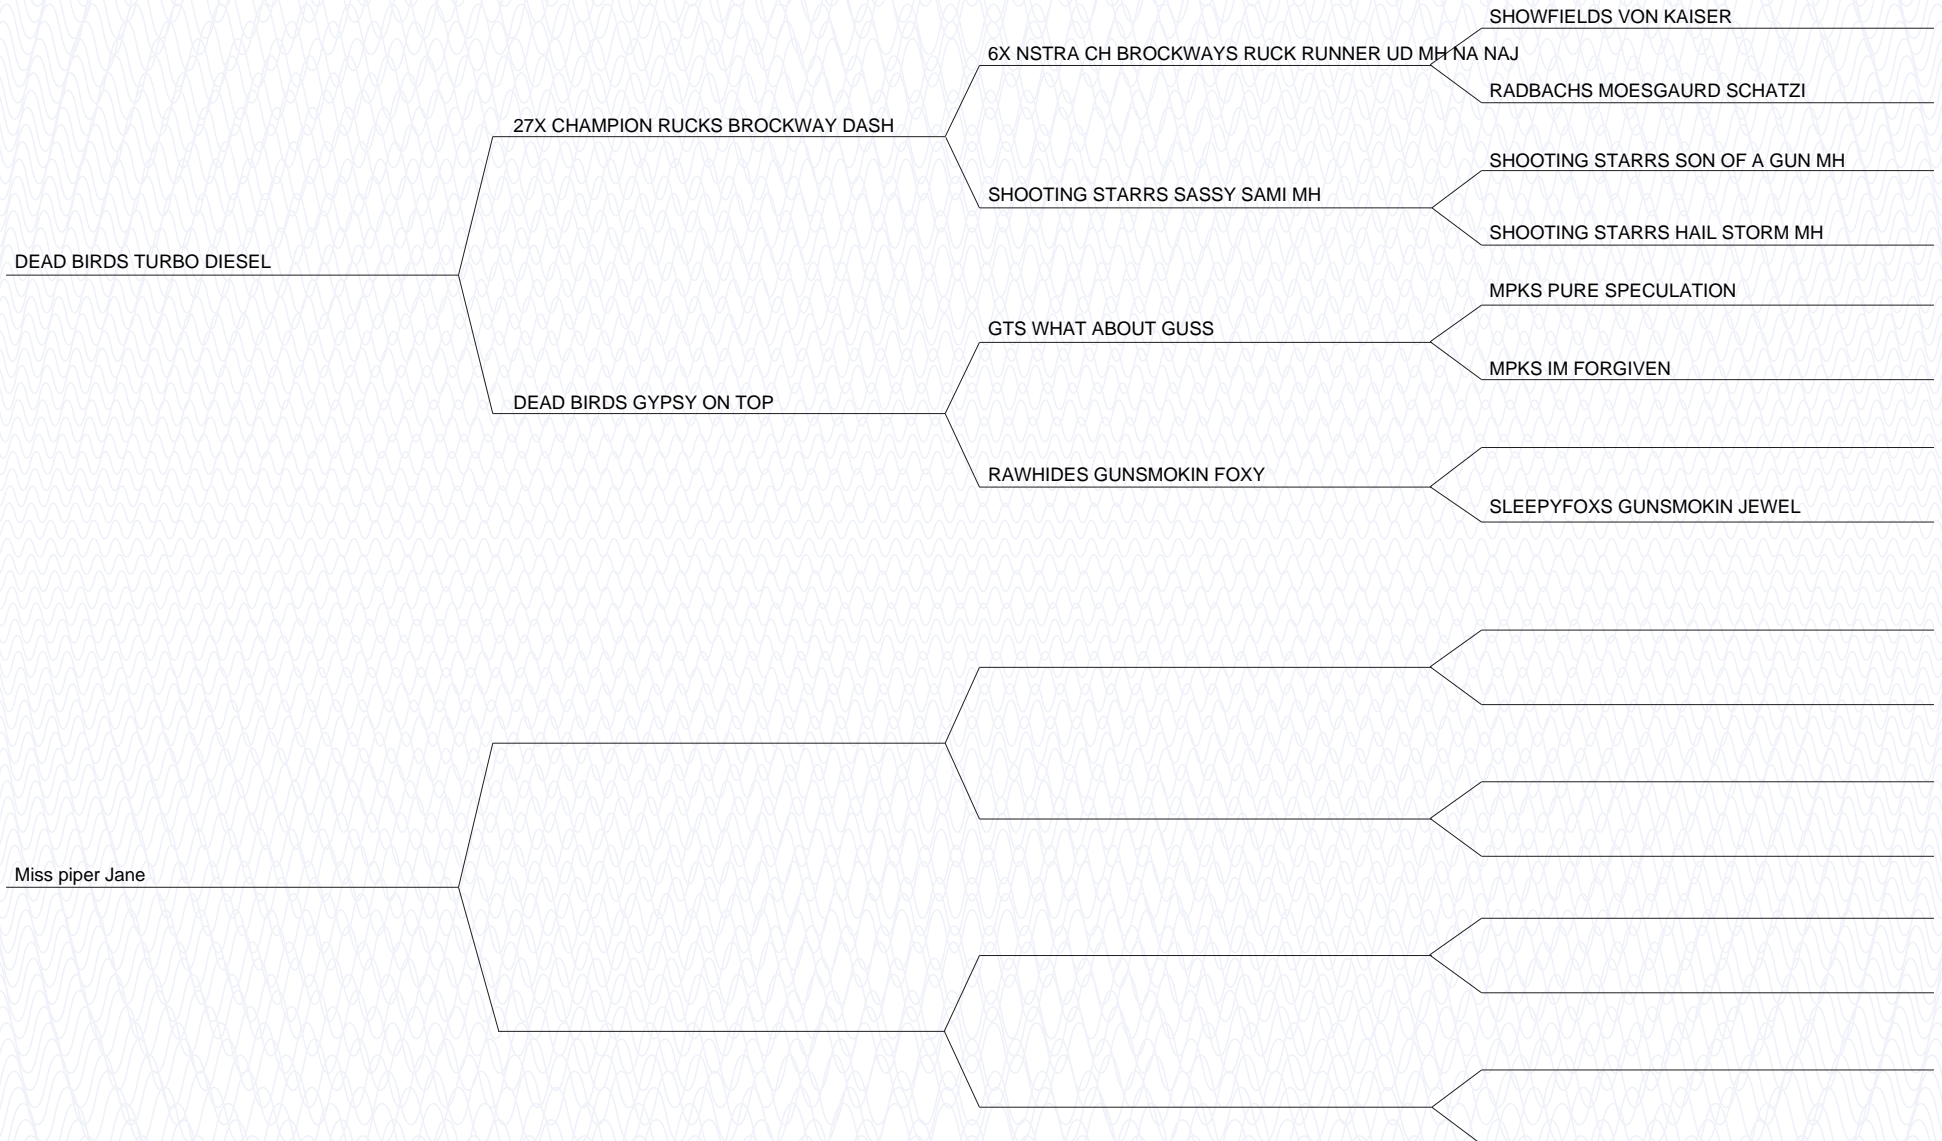 SHOWFIELDS VON KAISER
6X NSTRA CH BROCKWAYS RUCK RUNNER UD MH NA NAJ
RADBACHS MOESGAURD SCHATZI
27X CHAMPION RUCKS BROCKWAY DASH
SHOOTING STARRS SON OF A GUN MH
SHOOTING STARRS SASSY SAMI MH
SHOOTING STARRS HAIL STORM MH
DEAD BIRDS TURBO DIESEL
MPKS PURE SPECULATION
GTS WHAT ABOUT GUSS
MPKS IM FORGIVEN
DEAD BIRDS GYPSY ON TOP
RAWHIDES GUNSMOKIN FOXY
SLEEPYFOXS GUNSMOKIN JEWEL
Miss piper Jane